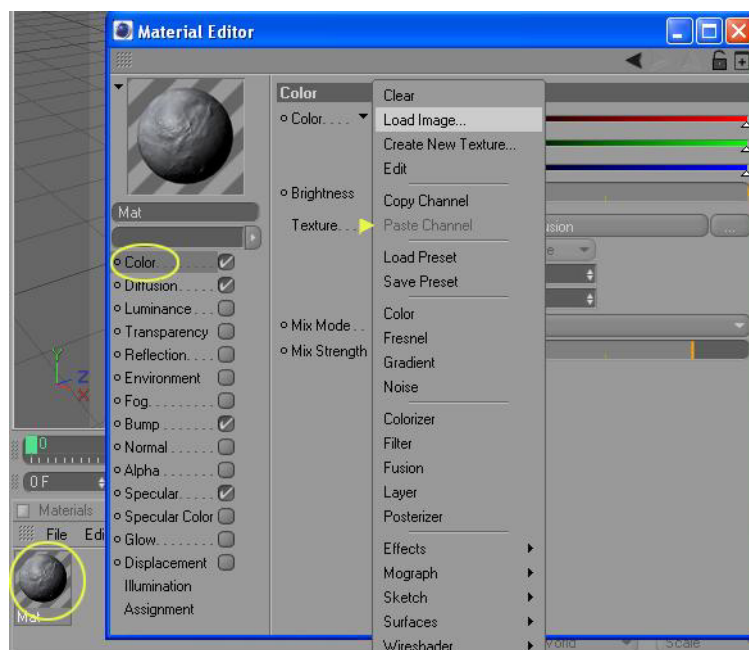 Material Editor
Color
Color. . . .
Brightness
Texture. . .
Mix Mode . .
Mix Strength
Clear
Load Image...
Create New Texture...
Edit
Copy Channel
Paste Channel
Load Preset
Save Preset
Color
Fresnel
Gradient
Noise
Colorizer
Filter
Fusion
Layer
Posterizer
Effects
Mograph
Sketch
Surfaces
Wireshader
...
Mat
Color. . . . . . . .
Diffusion. . . . .
Luminance. . .
Transparency
Reflection. . . .
Environment
Fog. . . . . . . . .
Bump . . . . . . .
Normal . . . . . .
Alpha . . . . . . .
Specular. . . . .
Specular Color
Glow. . . . . . . .
Displacement
Illumination
Assignment
Y
Z
X
0
0 F
Materials
File
Mat
Scale